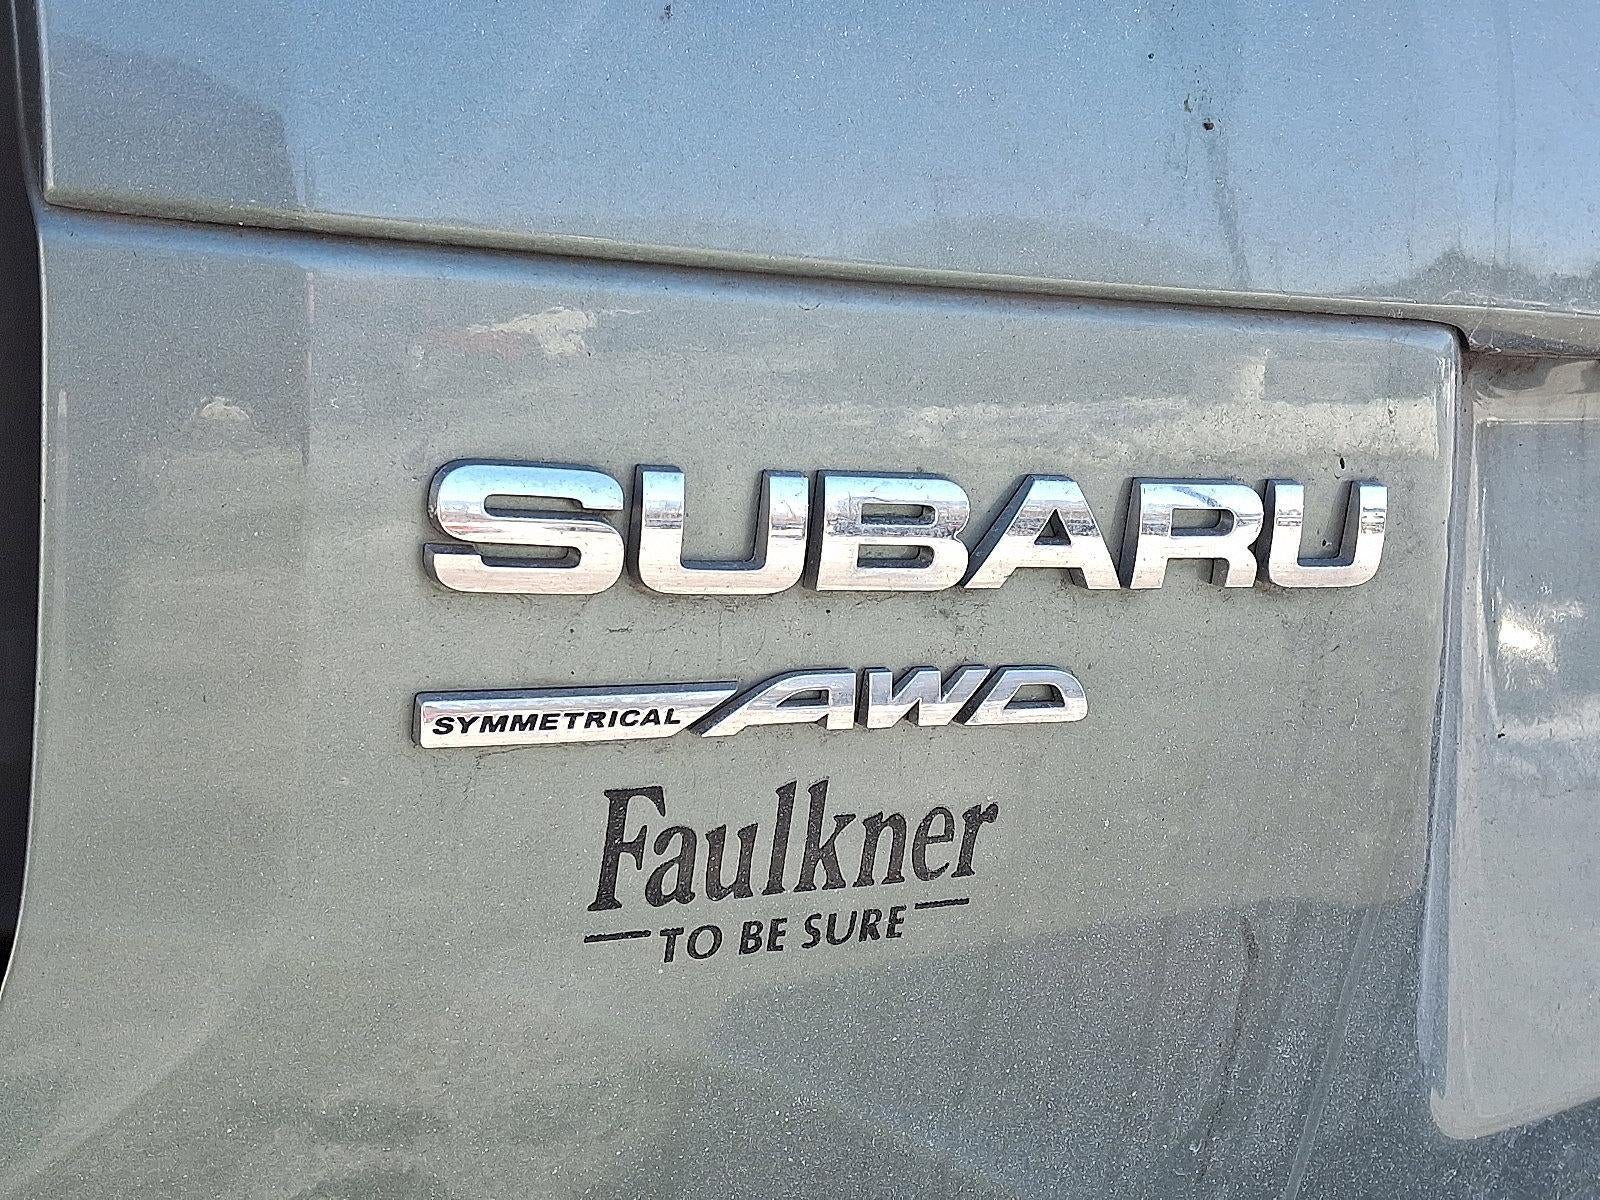 SUBARU
SYMMETRICAL AWD
Faulkner
TO BE SURE